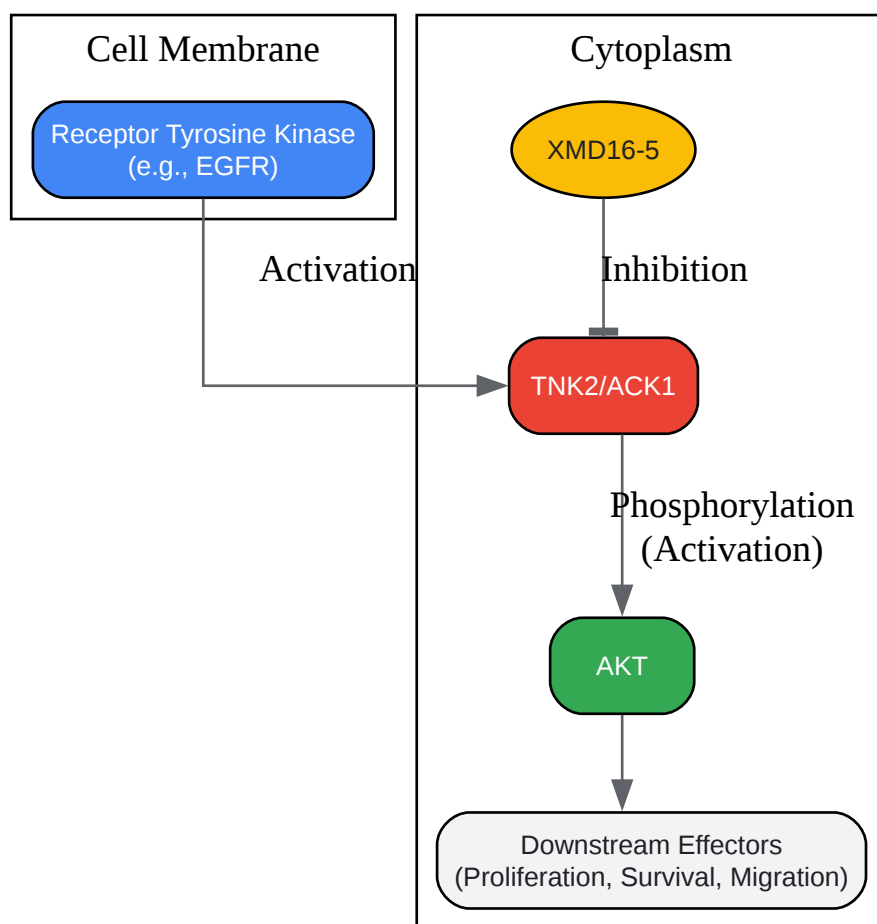 Cell Membrane
Receptor Tyrosine Kinase
(e.g., EGFR)
Cytoplasm
XMD16-5
Activation
Inhibition
TNK2/ACK1
Phosphorylation
(Activation)
AKT
Downstream Effectors
(Proliferation, Survival, Migration)